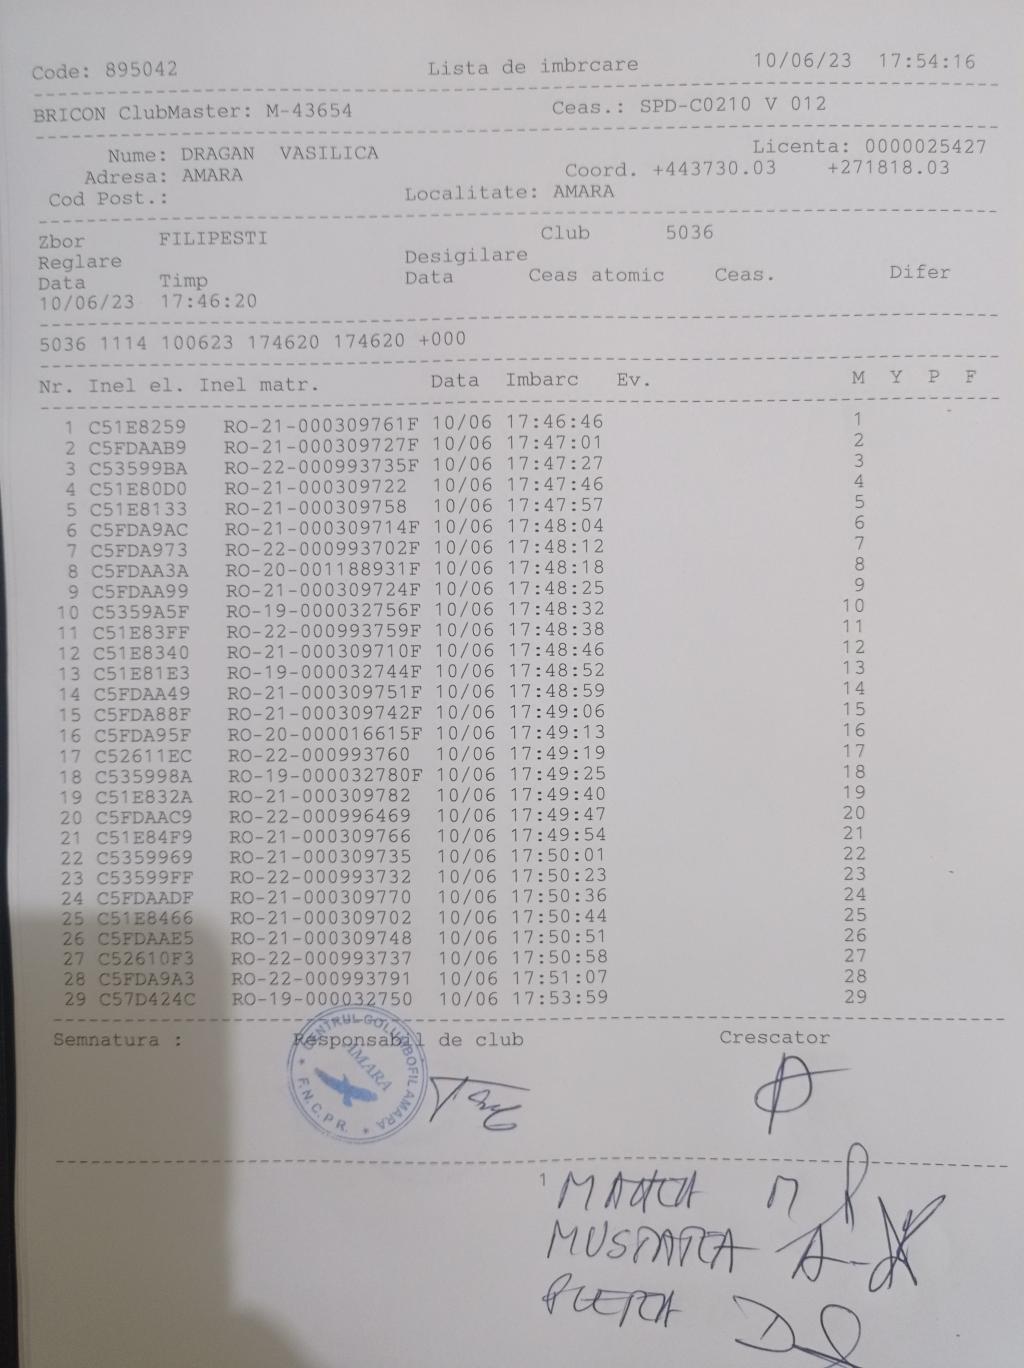 Code: 895042 Lista de imbrcare 10/06/23 17:54:16
BRICON ClubMaster: M-43654 Ceas.: SPD-C0210 V 012
Nume: DRAGAN VASILICA Licenta: 0000025427
Adresa: AMARA Coord. +443730.03 +271818.03
Cod Post.: Localitate: AMARA
Zbor FILIPESTI Club 5036
Reglare Desigilare
Data Timp Data Ceas atomic Ceas. Difer
10/06/23 17:46:20
5036 1114 100623 174620 174620 +000
Nr. Inel el. Inel matr. Data Imbarc Ev. M Y P F
1 C51E8259 RO-21-000309761F 10/06 17:46:46 1
2 C5FDAAB9 RO-21-000309727F 10/06 17:47:01 2
3 C53599BA RO-22-000993735F 10/06 17:47:27 3
4 C51E80D0 RO-21-000309722 10/06 17:47:46 4
5 C51E8133 RO-21-000309758 10/06 17:47:57 5
6 C5FDA9AC RO-21-000309714F 10/06 17:48:04 6
7 C5FDA973 RO-22-000993702F 10/06 17:48:12 7
8 C5FDAA3A RO-20-001188931F 10/06 17:48:18 8
9 C5FDAA99 RO-21-000309724F 10/06 17:48:25 9
10 C5359A5F RO-19-000032756F 10/06 17:48:32 10
11 C51E83FF RO-22-000993759F 10/06 17:48:38 11
12 C51E8340 RO-21-000309710F 10/06 17:48:46 12
13 C51E81E3 RO-19-000032744F 10/06 17:48:52 13
14 C5FDAA49 RO-21-000309751F 10/06 17:48:59 14
15 C5FDA88F RO-21-000309742F 10/06 17:49:06 15
16 C5FDA95F RO-20-000016615F 10/06 17:49:13 16
17 C52611EC RO-22-000993760 10/06 17:49:19 17
18 C535998A RO-19-000032780F 10/06 17:49:25 18
19 C51E832A RO-21-000309782 10/06 17:49:40 19
20 C5FDAAC9 RO-22-000996469 10/06 17:49:47 20
21 C51E84F9 RO-21-000309766 10/06 17:49:54 21
22 C5359969 RO-21-000309735 10/06 17:50:01 22
23 C53599FF RO-22-000993732 10/06 17:50:23 23
24 C5FDAADF RO-21-000309770 10/06 17:50:36 24
25 C51E8466 RO-21-000309702 10/06 17:50:44 25
26 C5FDAAE5 RO-21-000309748 10/06 17:50:51 26
27 C52610F3 RO-22-000993737 10/06 17:50:58 27
28 C5FDA9A3 RO-22-000993791 10/06 17:51:07 28
29 C57D424C RO-19-000032750 10/06 17:53:59 29
Semnatura : Responsabil de club Crescator
CENTRUL COLUMBOFIL AMARA
AMARA
* F.N.C.P.R. *
1